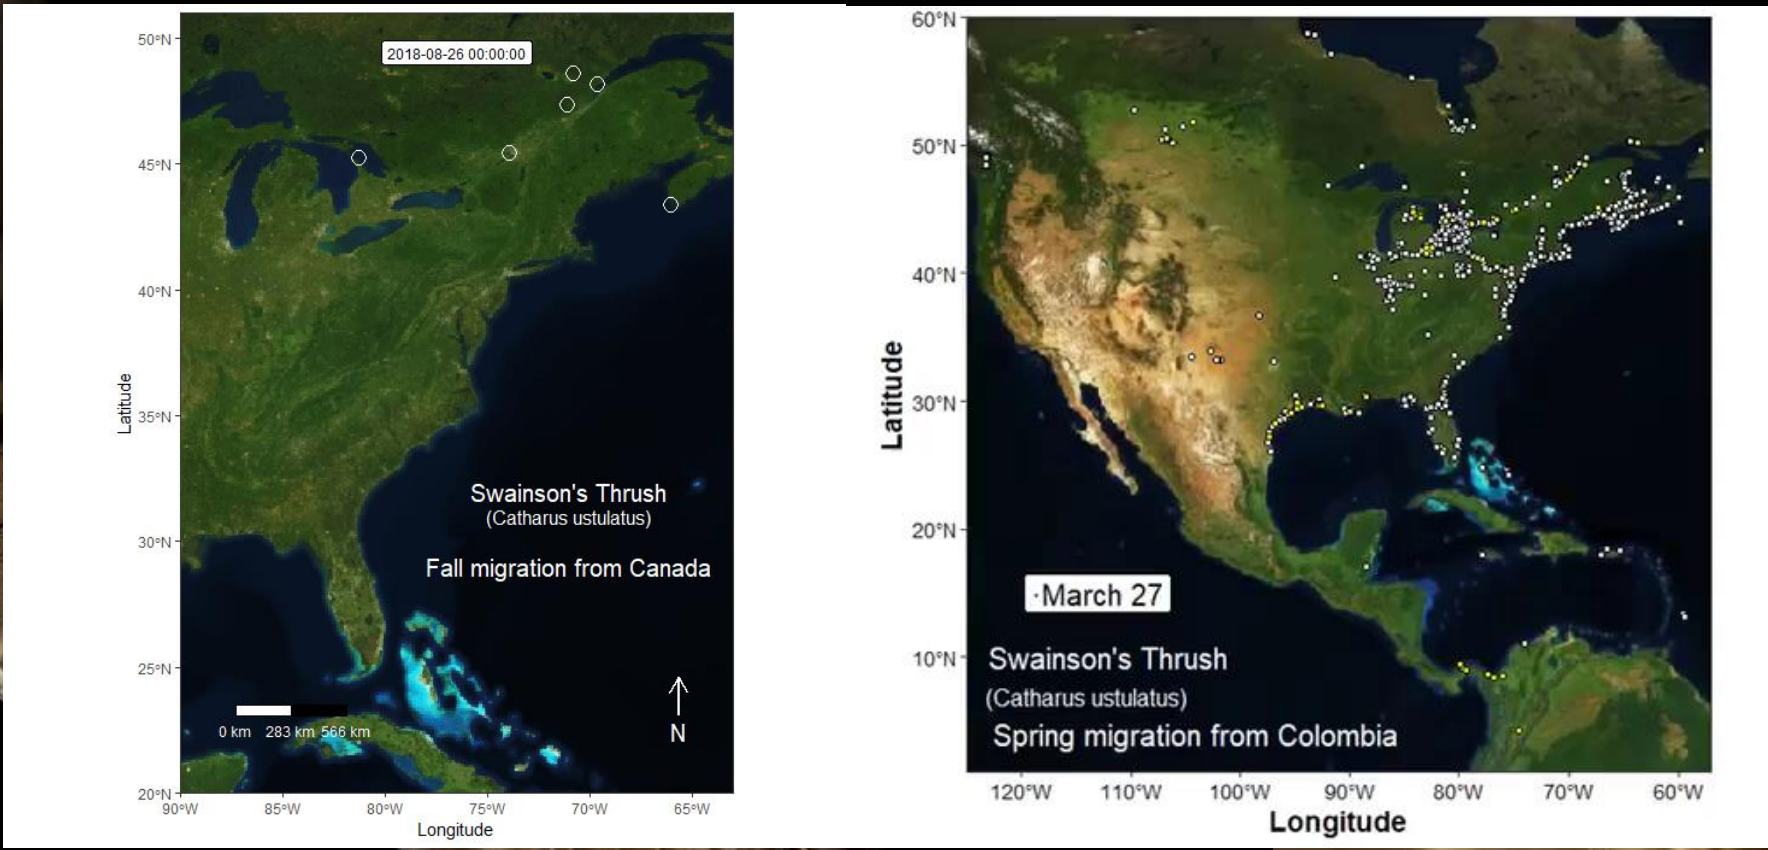 50°N
2018-08-26 00:00:00
45°N
40°N
35°N
30°N
25°N
20°N
Latitude
Swainson's Thrush
(Catharus ustulatus)
Fall migration from Canada
0 km 283 km 566 km
N
90°W 85°W 80°W 75°W 70°W 65°W
Longitude
60°N
50°N
40°N
30°N
20°N
10°N
Latitude
·March 27
Swainson's Thrush
(Catharus ustulatus)
Spring migration from Colombia
120°W 110°W 100°W 90°W 80°W 70°W 60°W
Longitude